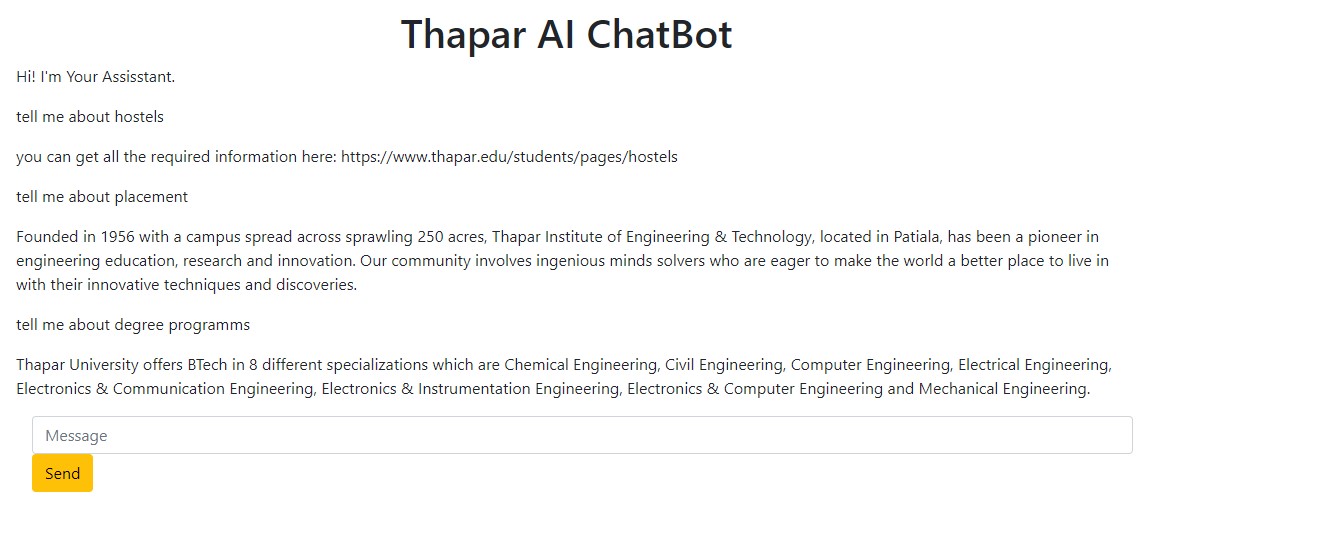 Thapar AI ChatBot
Hi! I'm Your Assisstant.
tell me about hostels
you can get all the required information here: https://www.thapar.edu/students/pages/hostels
tell me about placement
Founded in 1956 with a campus spread across sprawling 250 acres, Thapar Institute of Engineering & Technology, located in Patiala, has been a pioneer in
engineering education, research and innovation. Our community involves ingenious minds solvers who are eager to make the world a better place to live in
with their innovative techniques and discoveries.
tell me about degree programms
Thapar University offers BTech in 8 different specializations which are Chemical Engineering, Civil Engineering, Computer Engineering, Electrical Engineering,
Electronics & Communication Engineering, Electronics & Instrumentation Engineering, Electronics & Computer Engineering and Mechanical Engineering.
Message
Send